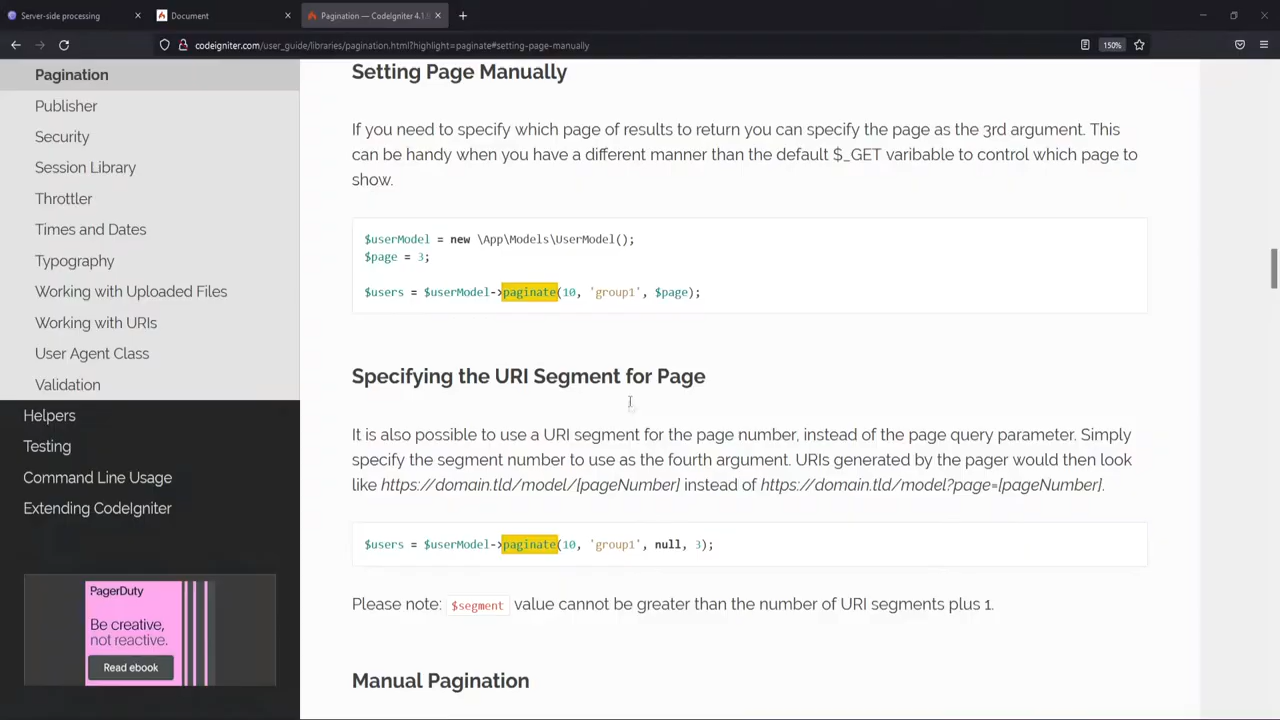 Server-side processing
Document
Pagination — CodeIgniter 4.1.
codeigniter.com/user_guide/libraries/pagination.html?highlight=paginate#setting-page-manually
150%
Pagination
Publisher
Security
Session Library
Throttler
Times and Dates
Typography
Working with Uploaded Files
Working with URIs
User Agent Class
Validation
Helpers
Testing
Command Line Usage
Extending CodeIgniter
PagerDuty
Be creative,
not reactive.
Read ebook
Setting Page Manually
If you need to specify which page of results to return you can specify the page as the 3rd argument. This
can be handy when you have a different manner than the default $_GET varibable to control which page to
show.
$userModel = new \App\Models\UserModel();
$page = 3;
$users = $userModel->paginate(10, 'group1', $page);
Specifying the URI Segment for Page
It is also possible to use a URI segment for the page number, instead of the page query parameter. Simply
specify the segment number to use as the fourth argument. URIs generated by the pager would then look
like https://domain.tld/model/[pageNumber] instead of https://domain.tld/model?page=[pageNumber].
$users = $userModel->paginate(10, 'group1', null, 3);
Please note: $segment value cannot be greater than the number of URI segments plus 1.
Manual Pagination